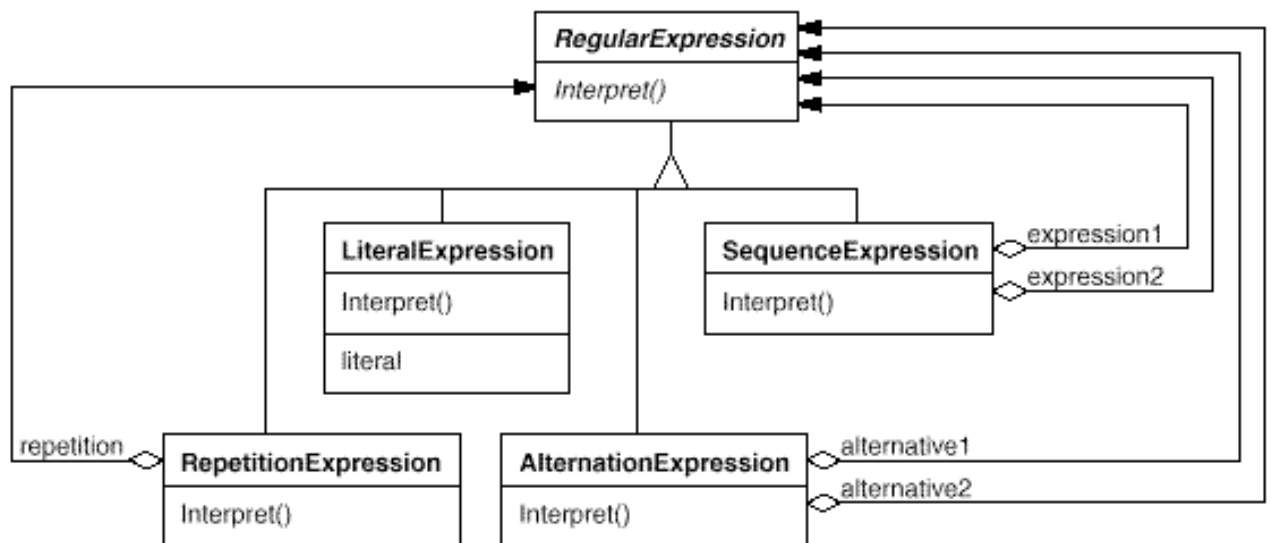 RegularExpression
Interpret()
LiteralExpression
Interpret()
literal
SequenceExpression
Interpret()
expression1
expression2
repetition
RepetitionExpression
Interpret()
AlternationExpression
Interpret()
alternative1
alternative2